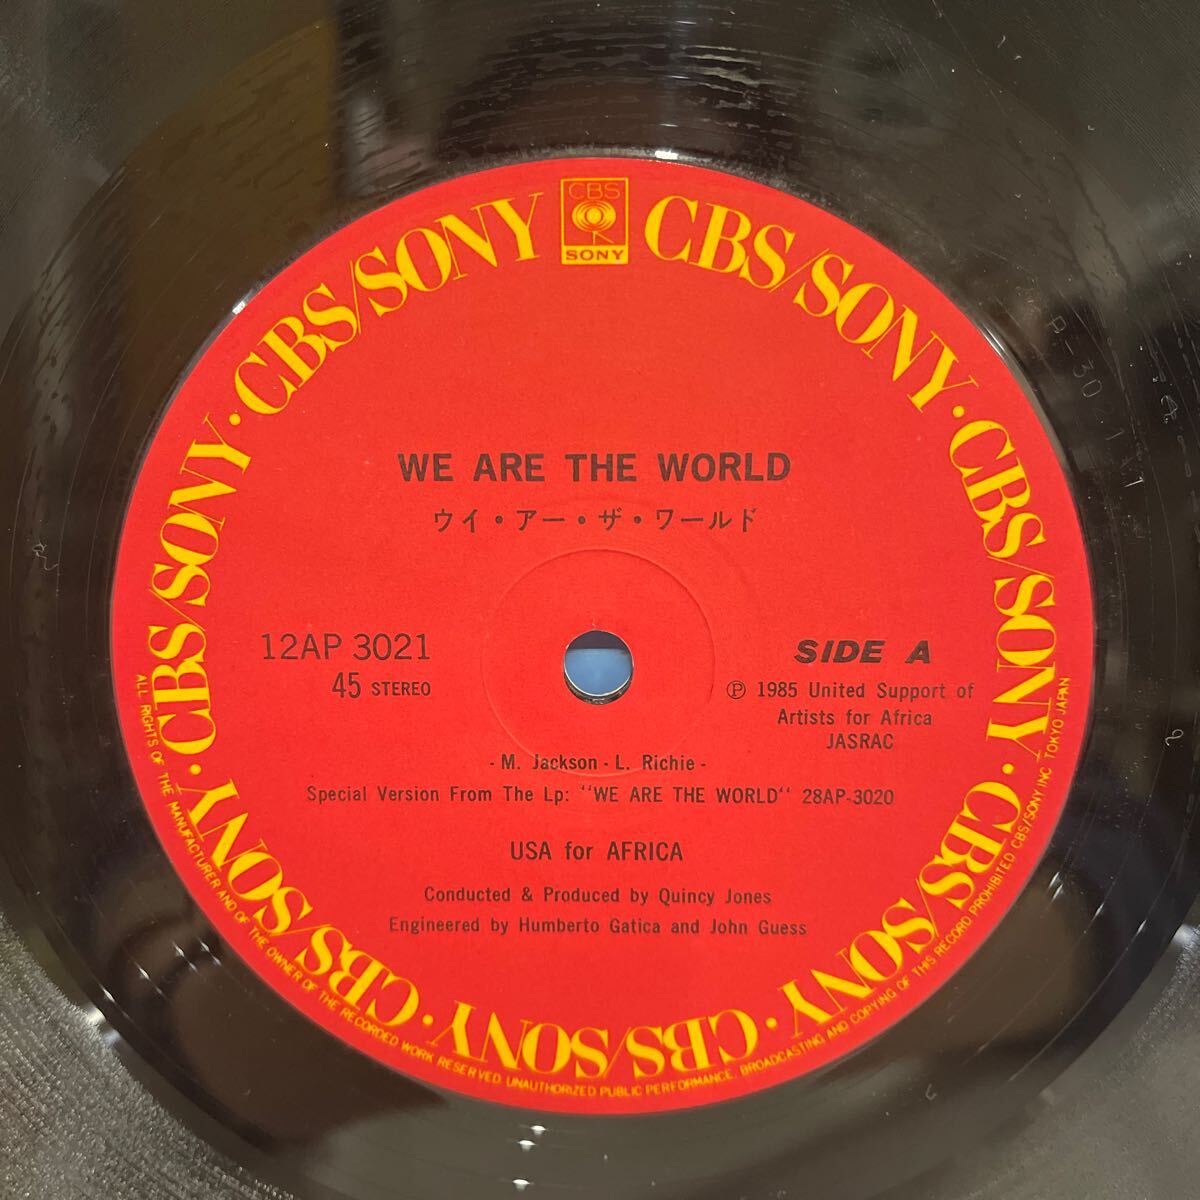 CBS
SONY
CBS/SONY · CBS/SONY · CBS/SONY · CBS/SONY · CBS/SONY · CBS/SONY · CBS/SONY · CBS/SONY
WE ARE THE WORLD
ウイ・アー・ザ・ワールド
12AP 3021
45 STEREO
SIDE A
Ⓟ 1985 United Support of
Artists for Africa
JASRAC
- M. Jackson - L. Richie -
Special Version From The Lp: "WE ARE THE WORLD" 28AP-3020
USA for AFRICA
Conducted & Produced by Quincy Jones
Engineered by Humberto Gatica and John Guess
ALL RIGHTS OF THE MANUFACTURER AND OF THE OWNER OF THE RECORDED WORK RESERVED. UNAUTHORIZED PUBLIC PERFORMANCE, BROADCASTING AND COPYING OF THIS RECORD PROHIBITED CBS/SONY INC TOKYO JAPAN